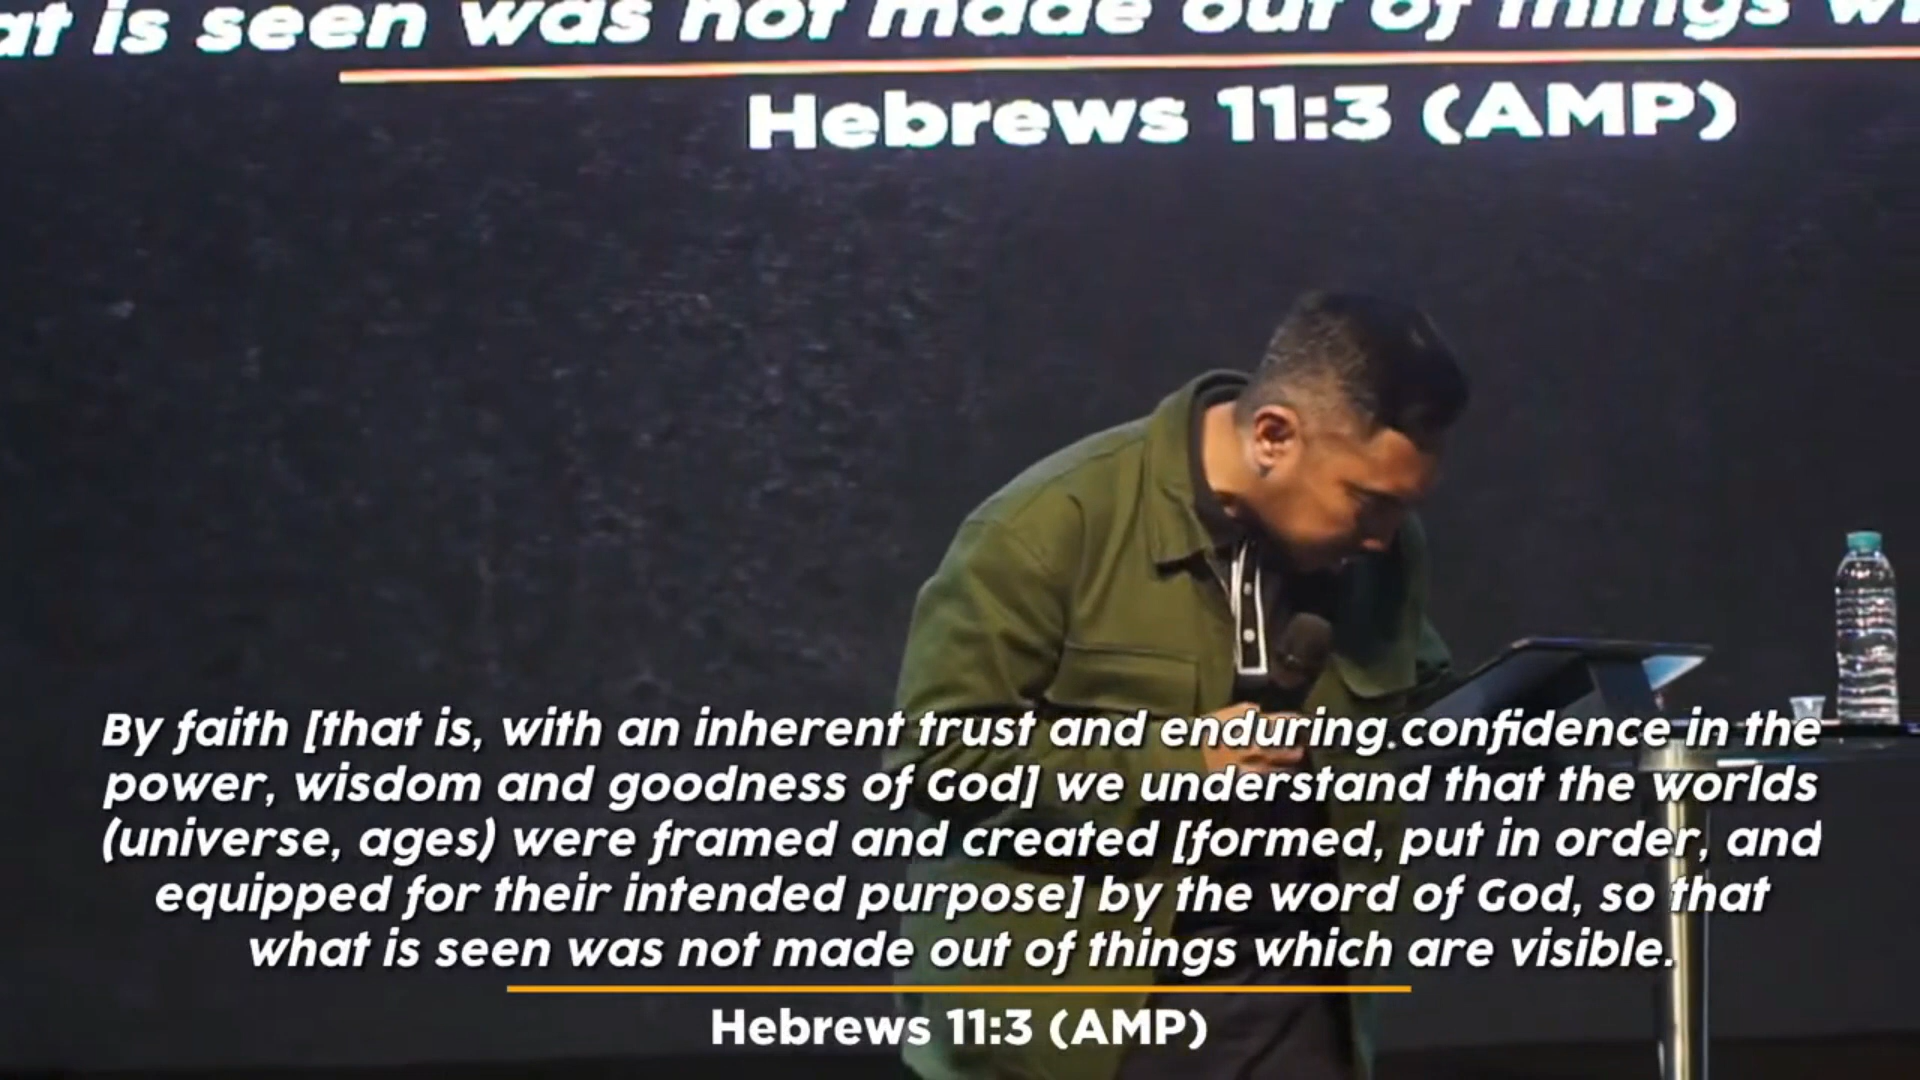 at is seen was not made out of things
Hebrews 11:3 (AMP)
By faith [that is, with an inherent trust and enduring confidence in the
power, wisdom and goodness of God] we understand that the worlds
(universe, ages) were framed and created [formed, put in order, and
equipped for their intended purpose] by the word of God, so that
what is seen was not made out of things which are visible.
Hebrews 11:3 (AMP)